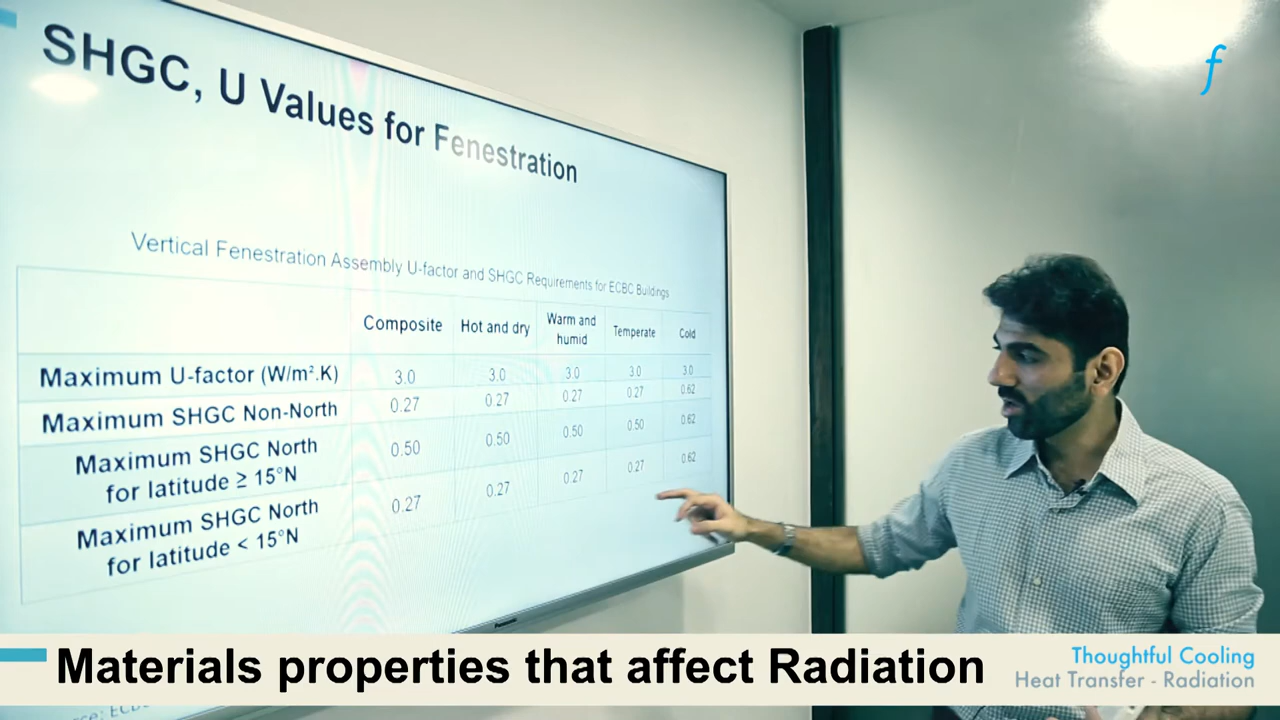 SHGC, U Values for Fenestration
Vertical Fenestration Assembly U-factor and SHGC Requirements for ECBC Buildings
Composite Hot and dry Warm and humid Temperate Cold
Maximum U-factor (W/m².K) 3.0 3.0 3.0 3.0 3.0
Maximum SHGC Non-North 0.27 0.27 0.27 0.27 0.62
Maximum SHGC North
for latitude ≥ 15°N 0.50 0.50 0.50 0.50 0.62
Maximum SHGC North
for latitude < 15°N 0.27 0.27 0.27 0.27 0.62
Panasonic
f
Materials properties that affect Radiation
Thoughtful Cooling
Heat Transfer - Radiation